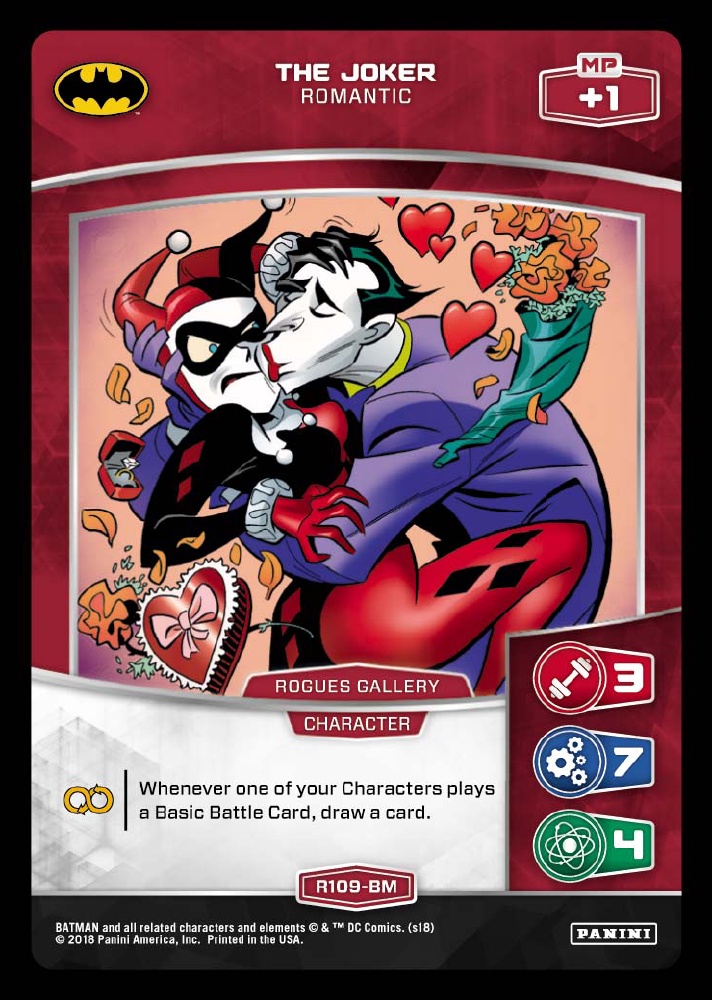 THE JOKER
ROMANTIC
MP
+1
ROGUES GALLERY
CHARACTER
3
7
4
Whenever one of your Characters plays
a Basic Battle Card, draw a card.
R109-BM
BATMAN and all related characters and elements © & ™ DC Comics. (s18)
© 2018 Panini America, Inc. Printed in the USA.
PANINI